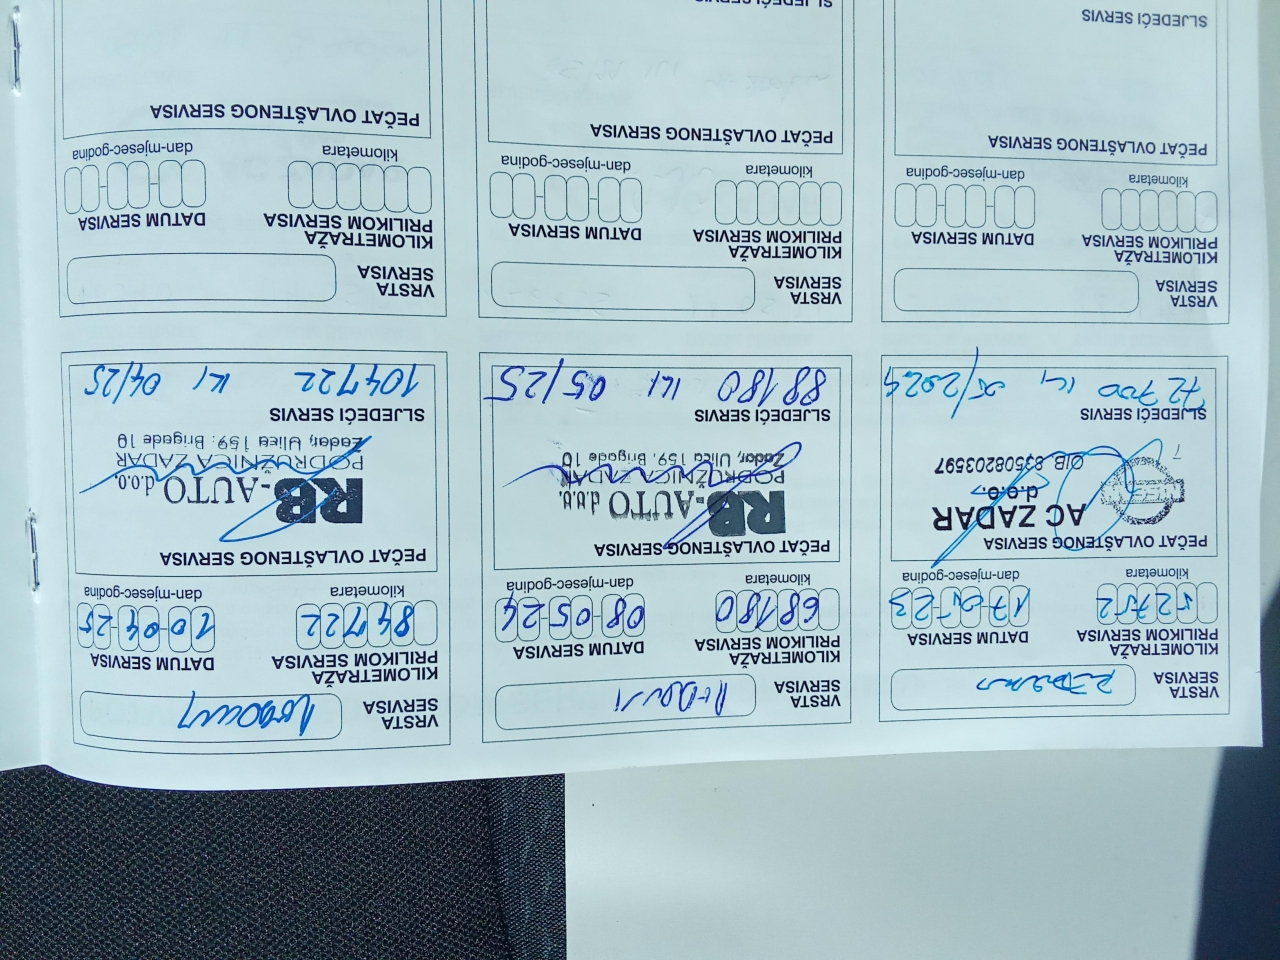 VRSTA
SERVISA
KILOMETRAŽA
PRILIKOM SERVISA
DATUM SERVISA
52752
17-05-23
kilometara
dan-mjesec-godina
PEČAT OVLAŠTENOG SERVISA
AC ZADAR
d.o.o.
OIB 83508203597
SLJEDEĆI SERVIS
72 700 ili
VRSTA
SERVISA
Redovni
KILOMETRAŽA
PRILIKOM SERVISA
DATUM SERVISA
68180
08-05-24
kilometara
dan-mjesec-godina
PEČAT OVLAŠTENOG SERVISA
RB-AUTO d.o.o.
PODRUŽNICA ZADAR
Zadar, Ulica 159. Brigade 10
SLJEDEĆI SERVIS
88180 ili 05/25
VRSTA
SERVISA
Redovni
KILOMETRAŽA
PRILIKOM SERVISA
DATUM SERVISA
84722
10-04-25
kilometara
dan-mjesec-godina
PEČAT OVLAŠTENOG SERVISA
RB-AUTO d.o.o.
PODRUŽNICA ZADAR
Zadar, Ulica 159. Brigade 10
SLJEDEĆI SERVIS
104722 ili 04/25
VRSTA
SERVISA
KILOMETRAŽA
PRILIKOM SERVISA
DATUM SERVISA
kilometara
dan-mjesec-godina
PEČAT OVLAŠTENOG SERVISA
SLJEDEĆI SERVIS
VRSTA
SERVISA
KILOMETRAŽA
PRILIKOM SERVISA
DATUM SERVISA
kilometara
dan-mjesec-godina
PEČAT OVLAŠTENOG SERVISA
SLJEDEĆI SERVIS
VRSTA
SERVISA
KILOMETRAŽA
PRILIKOM SERVISA
DATUM SERVISA
kilometara
dan-mjesec-godina
PEČAT OVLAŠTENOG SERVISA